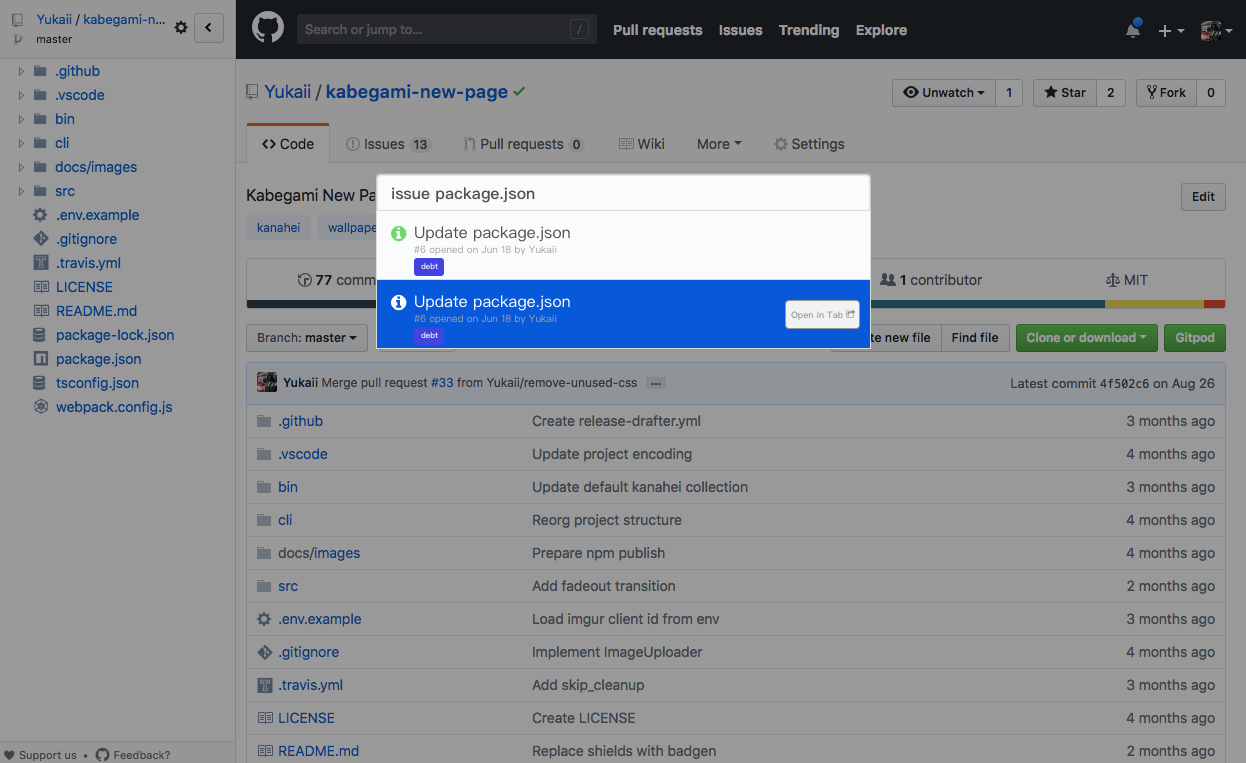 Yukaii / kabegami-n...
master
.github
.vscode
bin
cli
docs/images
src
.env.example
.gitignore
.travis.yml
LICENSE
README.md
package-lock.json
package.json
tsconfig.json
webpack.config.js
Support us • Feedback?
Search or jump to... /
Pull requests Issues Trending Explore
Yukaii / kabegami-new-page
Unwatch 1 Star 2 Fork 0
Code Issues 13 Pull requests 0 Wiki More Settings
Kabegami New Pa
Edit
kanahei wallpape
issue package.json
Update package.json
#6 opened on Jun 18 by Yukaii
debt
Update package.json
#6 opened on Jun 18 by Yukaii
debt
Open in Tab
77 comm 1 contributor MIT
Branch: master te new file Find file Clone or download Gitpod
Yukaii Merge pull request #33 from Yukaii/remove-unused-css ... Latest commit 4f502c6 on Aug 26
.github Create release-drafter.yml 3 months ago
.vscode Update project encoding 4 months ago
bin Update default kanahei collection 3 months ago
cli Reorg project structure 4 months ago
docs/images Prepare npm publish 4 months ago
src Add fadeout transition 2 months ago
.env.example Load imgur client id from env 3 months ago
.gitignore Implement ImageUploader 4 months ago
.travis.yml Add skip_cleanup 3 months ago
LICENSE Create LICENSE 4 months ago
README.md Replace shields with badgen 2 months ago